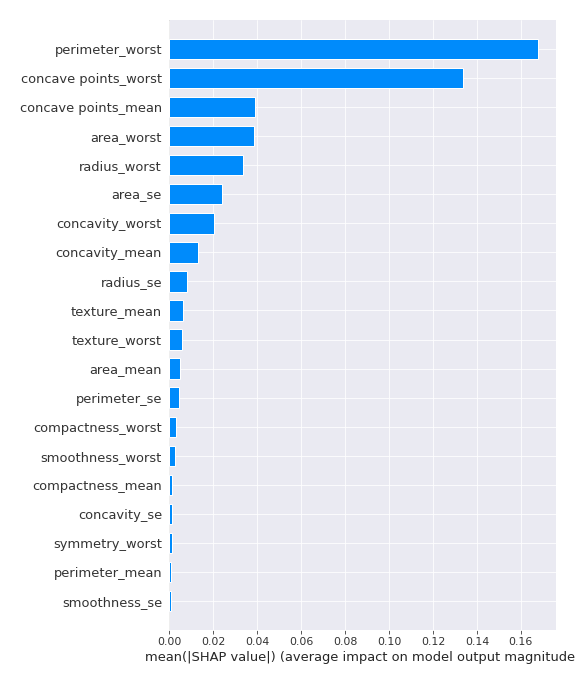 perimeter_worst
concave points_worst
concave points_mean
area_worst
radius_worst
area_se
concavity_worst
concavity_mean
radius_se
texture_mean
texture_worst
area_mean
perimeter_se
compactness_worst
smoothness_worst
compactness_mean
concavity_se
symmetry_worst
perimeter_mean
smoothness_se
0.00 0.02 0.04 0.06 0.08 0.10 0.12 0.14 0.16
mean(|SHAP value|) (average impact on model output magnitude